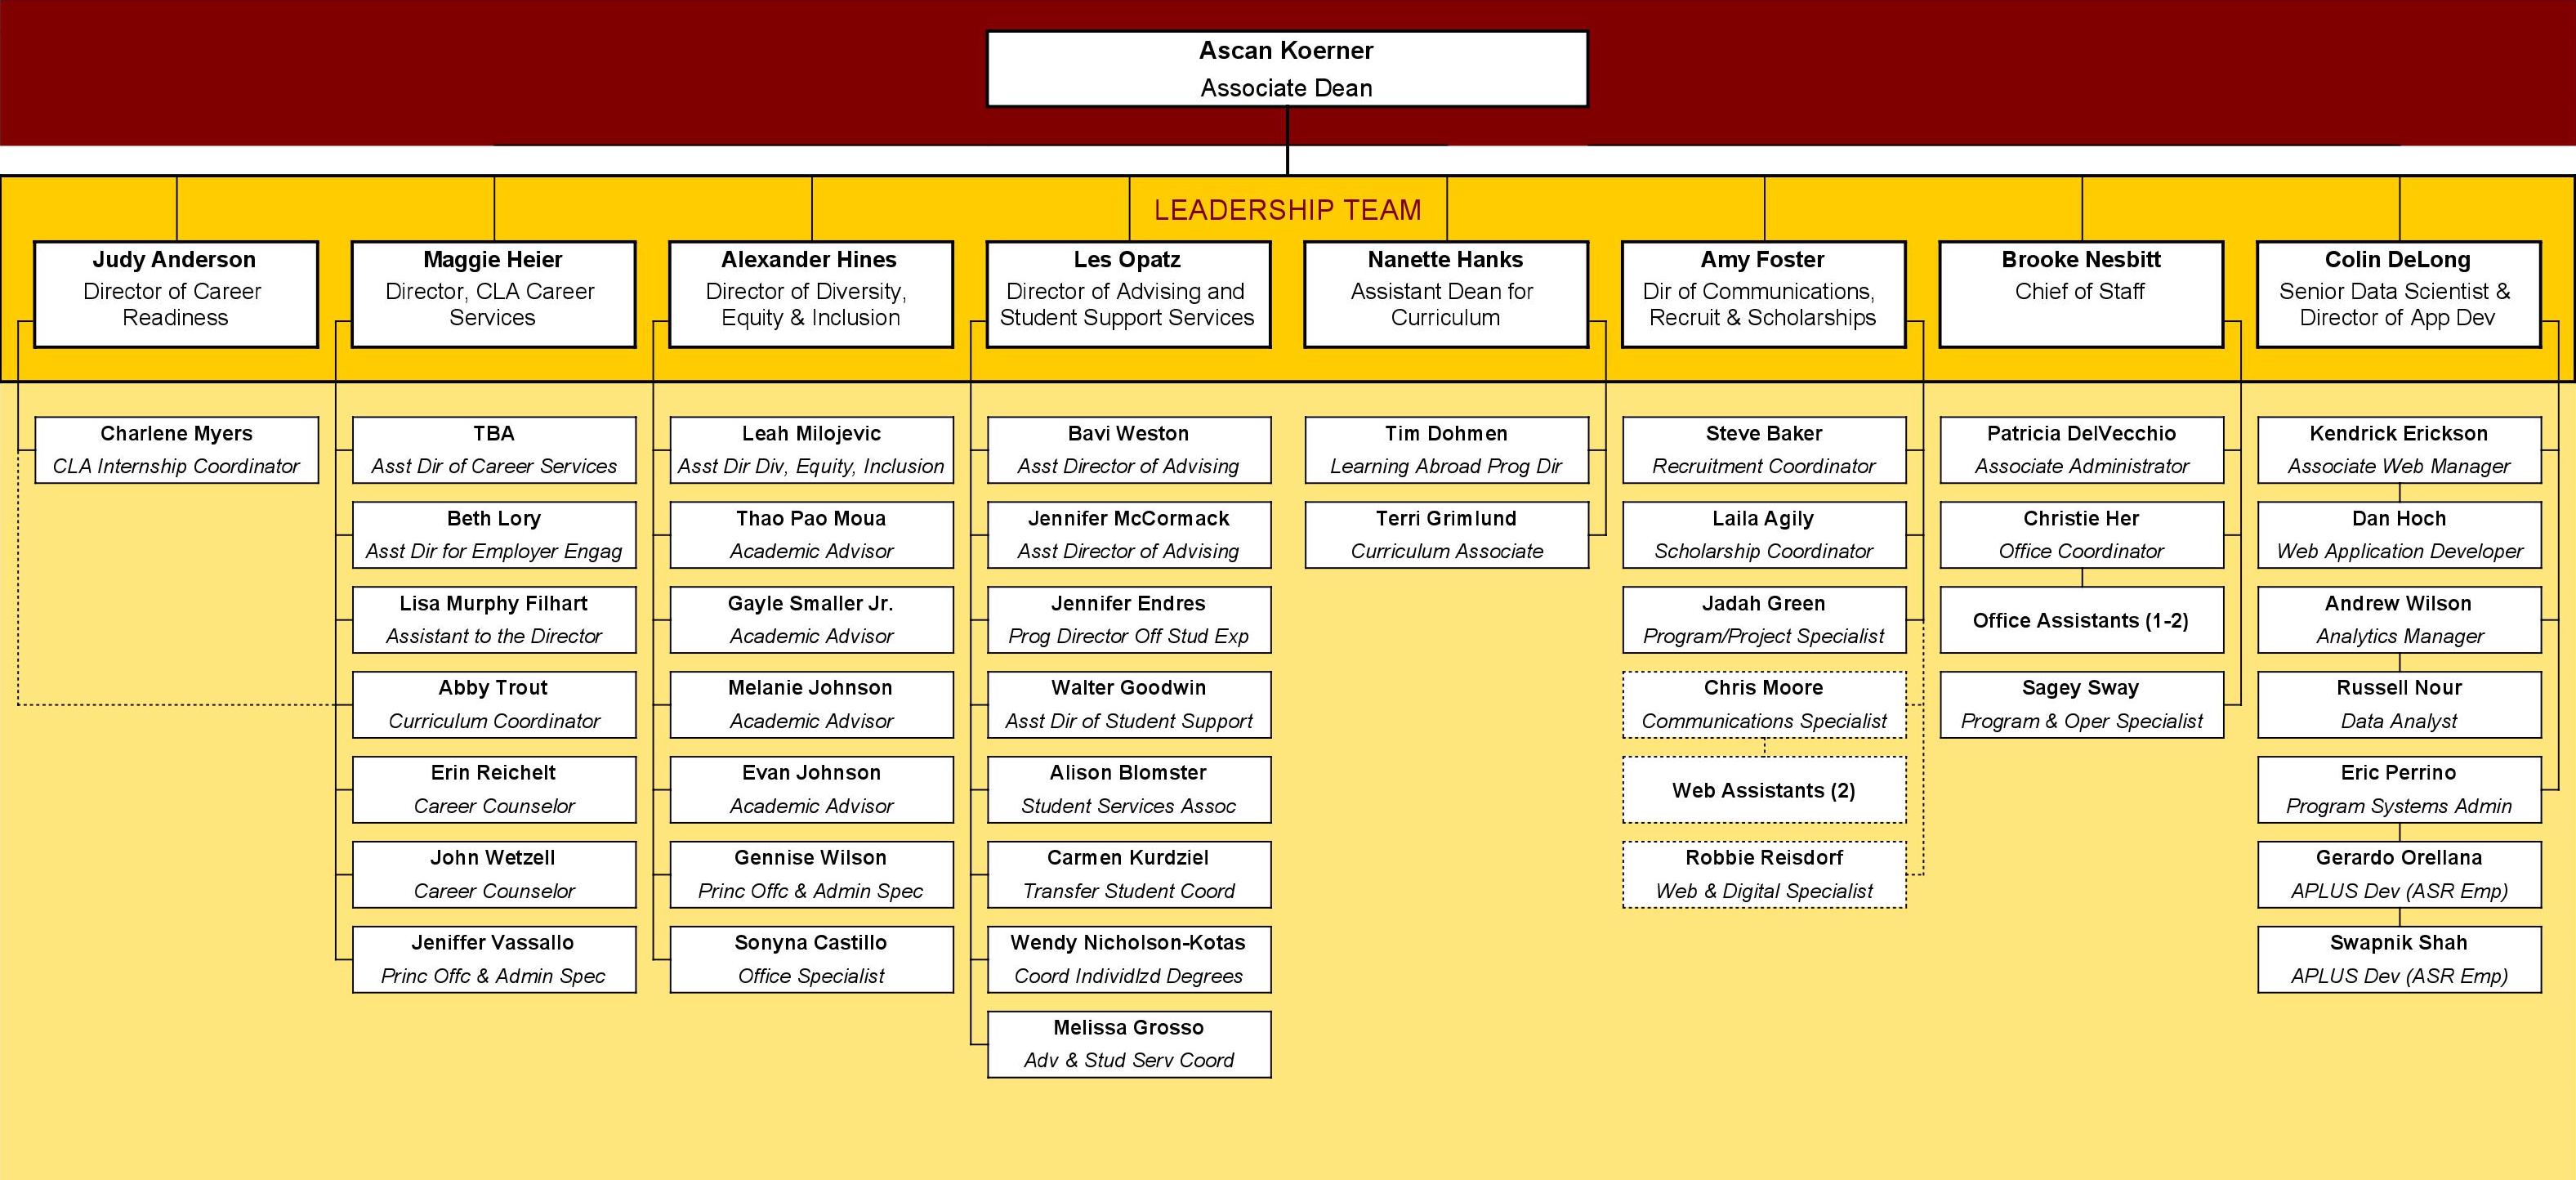 Ascan Koerner
Associate Dean
LEADERSHIP TEAM
Judy Anderson
Director of Career
Readiness
Maggie Heier
Director, CLA Career
Services
Alexander Hines
Director of Diversity,
Equity & Inclusion
Les Opatz
Director of Advising and
Student Support Services
Nanette Hanks
Assistant Dean for
Curriculum
Amy Foster
Dir of Communications,
Recruit & Scholarships
Brooke Nesbitt
Chief of Staff
Colin DeLong
Senior Data Scientist &
Director of App Dev
Charlene Myers
CLA Internship Coordinator
TBA
Asst Dir of Career Services
Beth Lory
Asst Dir for Employer Engag
Lisa Murphy Filhart
Assistant to the Director
Abby Trout
Curriculum Coordinator
Erin Reichelt
Career Counselor
John Wetzell
Career Counselor
Jeniffer Vassallo
Princ Offc & Admin Spec
Leah Milojevic
Asst Dir Div, Equity, Inclusion
Thao Pao Moua
Academic Advisor
Gayle Smaller Jr.
Academic Advisor
Melanie Johnson
Academic Advisor
Evan Johnson
Academic Advisor
Gennise Wilson
Princ Offc & Admin Spec
Sonyna Castillo
Office Specialist
Bavi Weston
Asst Director of Advising
Jennifer McCormack
Asst Director of Advising
Jennifer Endres
Prog Director Off Stud Exp
Walter Goodwin
Asst Dir of Student Support
Alison Blomster
Student Services Assoc
Carmen Kurdziel
Transfer Student Coord
Wendy Nicholson-Kotas
Coord Individlzd Degrees
Melissa Grosso
Adv & Stud Serv Coord
Tim Dohmen
Learning Abroad Prog Dir
Terri Grimlund
Curriculum Associate
Steve Baker
Recruitment Coordinator
Laila Agily
Scholarship Coordinator
Jadah Green
Program/Project Specialist
Chris Moore
Communications Specialist
Web Assistants (2)
Robbie Reisdorf
Web & Digital Specialist
Patricia DelVecchio
Associate Administrator
Christie Her
Office Coordinator
Office Assistants (1-2)
Sagey Sway
Program & Oper Specialist
Kendrick Erickson
Associate Web Manager
Dan Hoch
Web Application Developer
Andrew Wilson
Analytics Manager
Russell Nour
Data Analyst
Eric Perrino
Program Systems Admin
Gerardo Orellana
APLUS Dev (ASR Emp)
Swapnik Shah
APLUS Dev (ASR Emp)